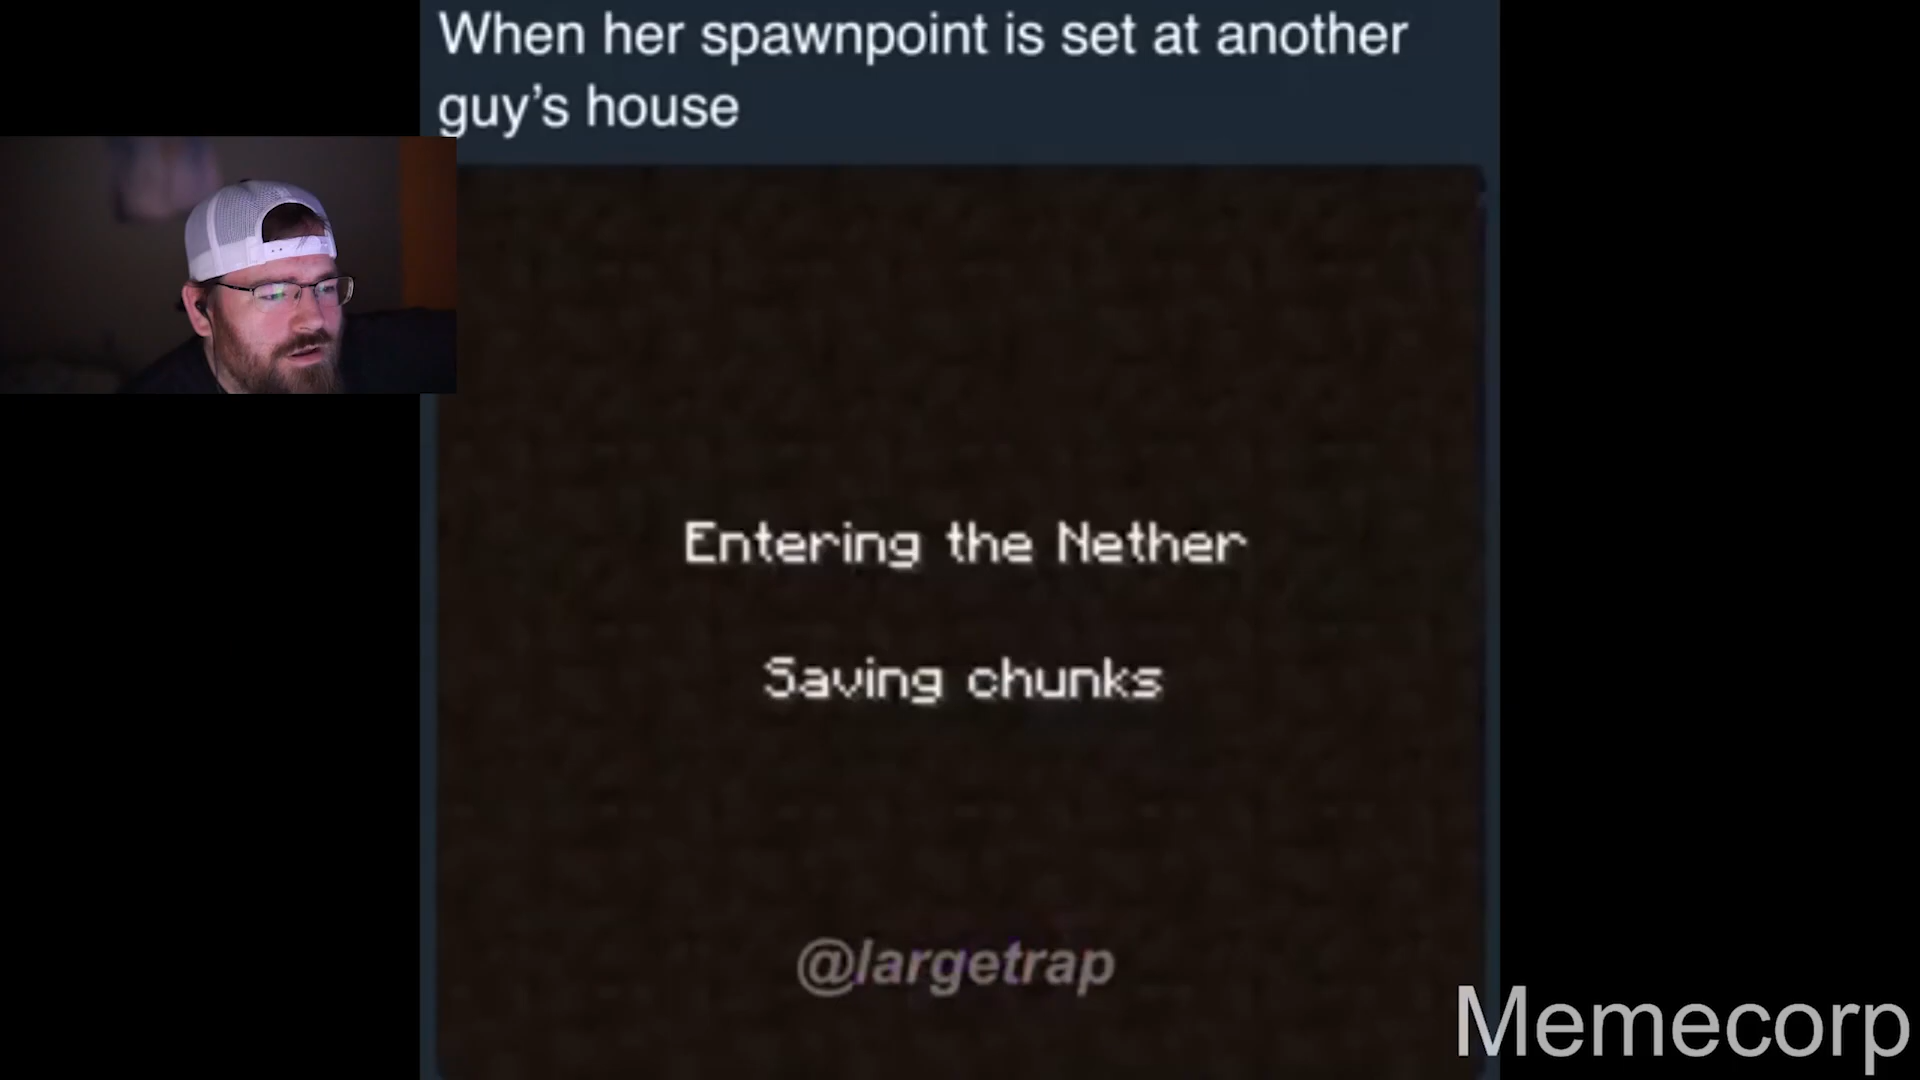 When her spawnpoint is set at another
guy’s house
Entering the Nether
Saving chunks
@largetrap
Memecorp